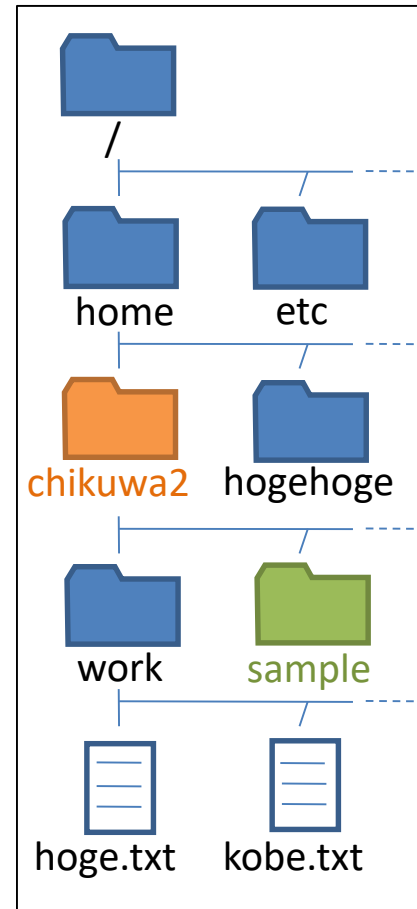 /
home etc
chikuwa2 hogehoge
work sample
hoge.txt kobe.txt